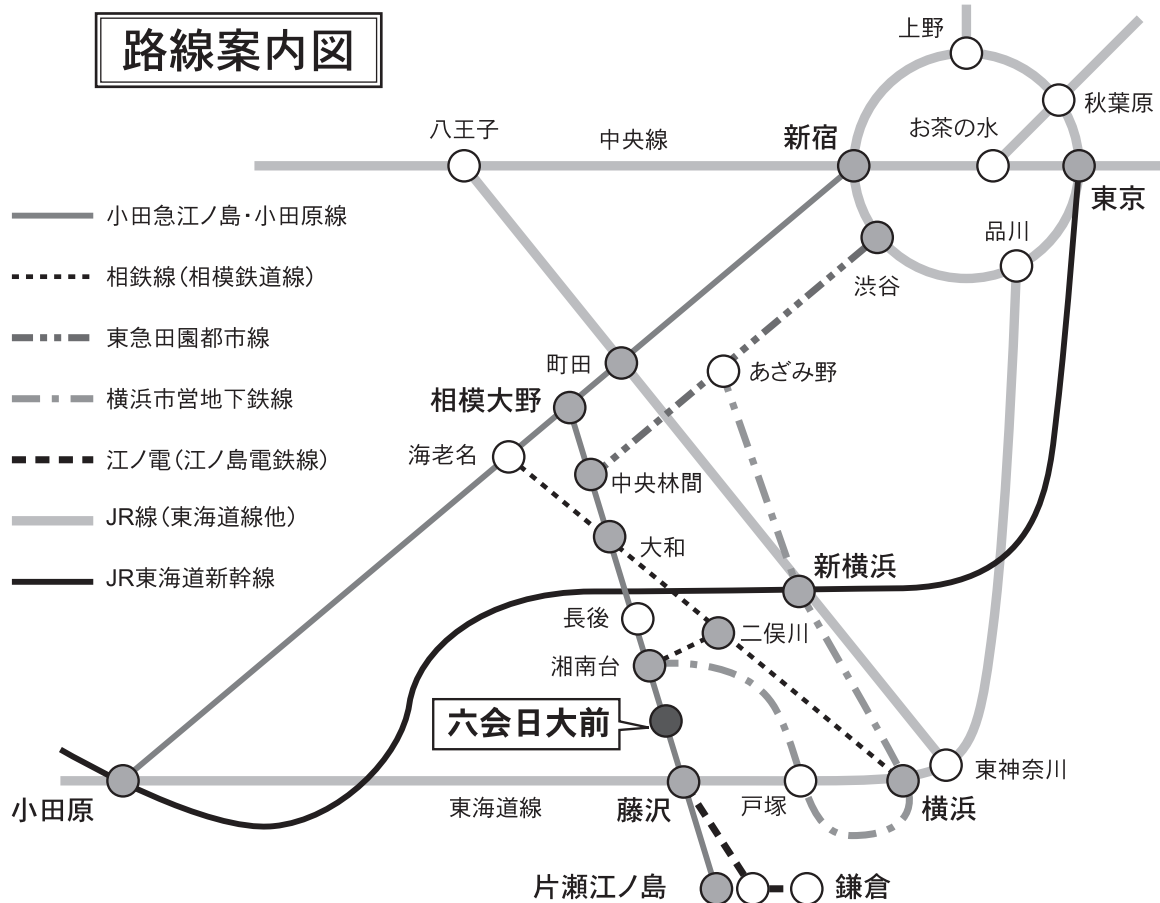 路線案内図
上野
秋葉原
お茶の水
八王子
中央線
新宿
東京
小田急江ノ島・小田原線
品川
相鉄線（相模鉄道線）
渋谷
東急田園都市線
町田
あざみ野
横浜市営地下鉄線
相模大野
江ノ電（江ノ島電鉄線）
海老名
中央林間
JR線（東海道線他）
大和
JR東海道新幹線
新横浜
長後
二俣川
湘南台
六会日大前
東神奈川
小田原
東海道線
藤沢
戸塚
横浜
片瀬江ノ島
鎌倉